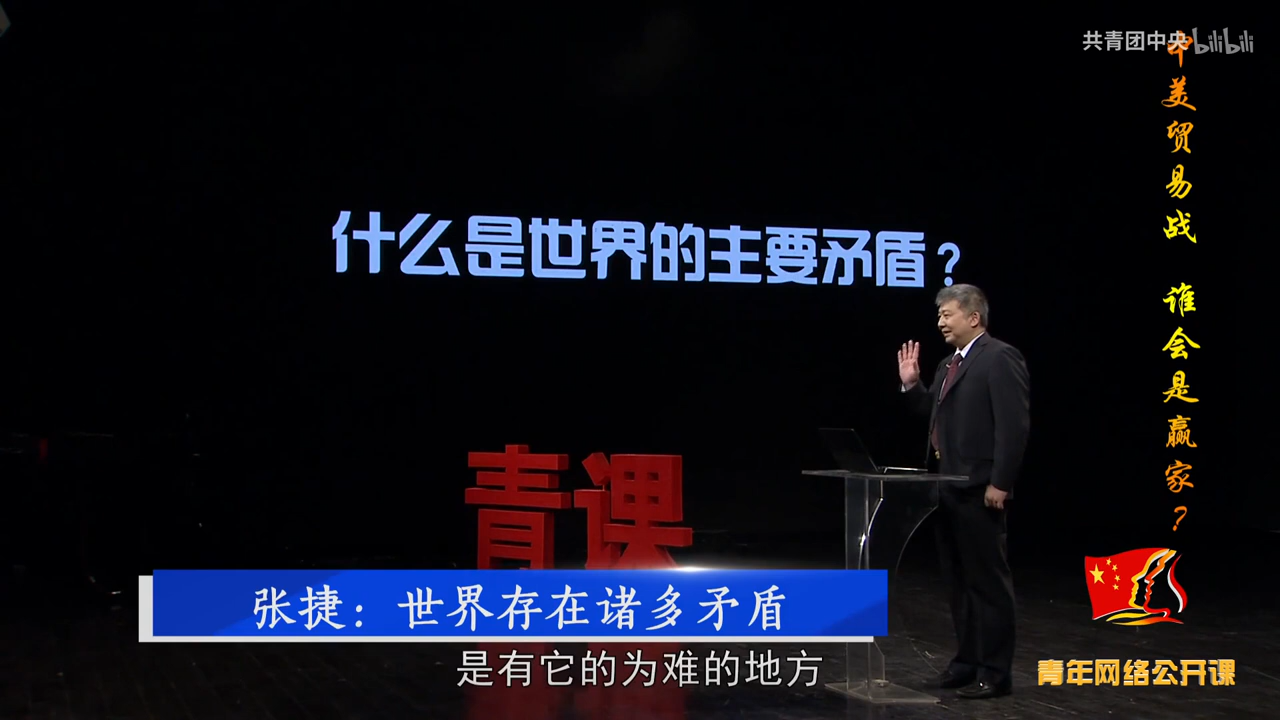 共青团中央 bilibili
中美贸易战 谁会是赢家？
什么是世界的主要矛盾？
青课
张捷：世界存在诸多矛盾
是有它的为难的地方
青年网络公开课